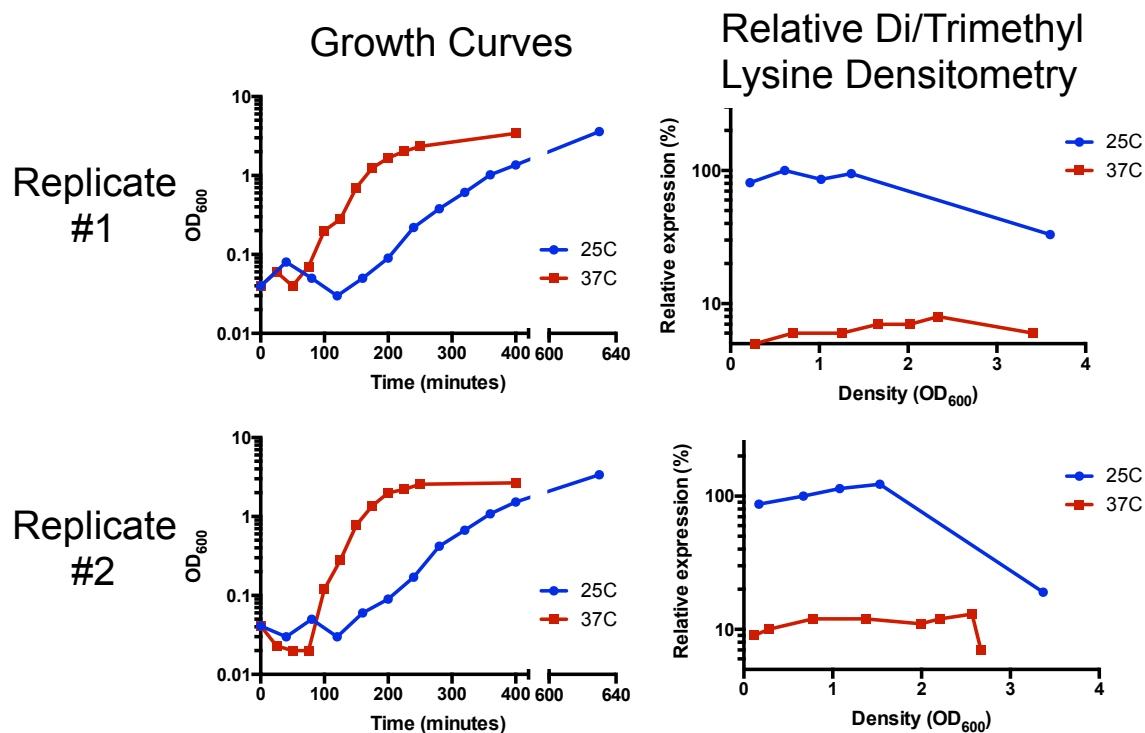 Growth Curves
Relative Di/Trimethyl
Lysine Densitometry
Replicate
#1
OD600
10
1
0.1
0.01
0 100 200 300 400 600 640
Time (minutes)
25C
37C
Relative expression (%)
100
10
0 1 2 3 4
Density (OD600)
25C
37C
Replicate
#2
OD600
10
1
0.1
0.01
0 100 200 300 400 600 640
Time (minutes)
25C
37C
Relative expression (%)
100
10
0 1 2 3 4
Density (OD600)
25C
37C